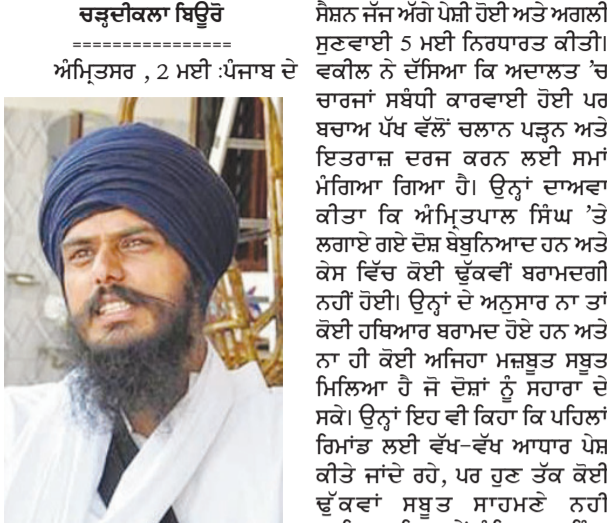 ਚੜ੍ਹਦੀਕਲਾ ਬਿਊਰੋ
================
ਅੰਮ੍ਰਿਤਸਰ , 2 ਮਈ :ਪੰਜਾਬ ਦੇ
ਸੈਸ਼ਨ ਜੱਜ ਅੱਗੇ ਪੇਸ਼ੀ ਹੋਈ ਅਤੇ ਅਗਲੀ
ਸੁਣਵਾਈ 5 ਮਈ ਨਿਰਧਾਰਤ ਕੀਤੀ।
ਵਕੀਲ ਨੇ ਦੱਸਿਆ ਕਿ ਅਦਾਲਤ 'ਚ
ਚਾਰਜਾਂ ਸਬੰਧੀ ਕਾਰਵਾਈ ਹੋਈ ਪਰ
ਬਚਾਅ ਪੱਖ ਵੱਲੋਂ ਚਲਾਨ ਪੜ੍ਹਨ ਅਤੇ
ਇਤਰਾਜ਼ ਦਰਜ ਕਰਨ ਲਈ ਸਮਾਂ
ਮੰਗਿਆ ਗਿਆ ਹੈ। ਉਨ੍ਹਾਂ ਦਾਅਵਾ
ਕੀਤਾ ਕਿ ਅੰਮ੍ਰਿਤਪਾਲ ਸਿੰਘ 'ਤੇ
ਲਗਾਏ ਗਏ ਦੋਸ਼ ਬੇਬੁਨਿਆਦ ਹਨ ਅਤੇ
ਕੇਸ ਵਿੱਚ ਕੋਈ ਢੁੱਕਵੀਂ ਬਰਾਮਦਗੀ
ਨਹੀਂ ਹੋਈ। ਉਨ੍ਹਾਂ ਦੇ ਅਨੁਸਾਰ ਨਾ ਤਾਂ
ਕੋਈ ਹਥਿਆਰ ਬਰਾਮਦ ਹੋਏ ਹਨ ਅਤੇ
ਨਾ ਹੀ ਕੋਈ ਅਜਿਹਾ ਮਜ਼ਬੂਤ ਸਬੂਤ
ਮਿਲਿਆ ਹੈ ਜੋ ਦੋਸ਼ਾਂ ਨੂੰ ਸਹਾਰਾ ਦੇ
ਸਕੇ। ਉਨ੍ਹਾਂ ਇਹ ਵੀ ਕਿਹਾ ਕਿ ਪਹਿਲਾਂ
ਰਿਮਾਂਡ ਲਈ ਵੱਖ-ਵੱਖ ਆਧਾਰ ਪੇਸ਼
ਕੀਤੇ ਜਾਂਦੇ ਰਹੇ, ਪਰ ਹੁਣ ਤੱਕ ਕੋਈ
ਢੁੱਕਵਾਂ ਸਬੂਤ ਸਾਹਮਣੇ ਨਹੀ